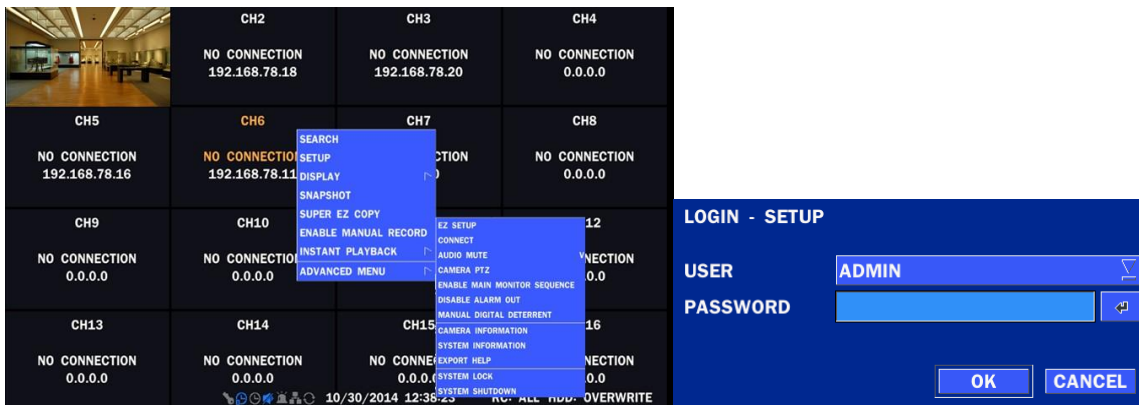 CH2 CH3 CH4
NO CONNECTION NO CONNECTION NO CONNECTION
192.168.78.18 192.168.78.20 0.0.0.0
CH5 CH6 CH7 CH8
NO CONNECTION NO CONNECTIO CTION NO CONNECTION
192.168.78.16 192.168.78.11 0.0.0.0
SEARCH
SETUP
DISPLAY
SNAPSHOT
SUPER EZ COPY
ENABLE MANUAL RECORD
INSTANT PLAYBACK
ADVANCED MENU
EZ SETUP
CONNECT
AUDIO MUTE V
CAMERA PTZ
ENABLE MAIN MONITOR SEQUENCE
DISABLE ALARM OUT
MANUAL DIGITAL DETERRENT
CAMERA INFORMATION
SYSTEM INFORMATION
EXPORT HELP
SYSTEM LOCK
SYSTEM SHUTDOWN
CH9 CH10 12
NO CONNECTION NO CONNECTIO NECTION
0.0.0.0 0.0.0.0 .0.0
CH13 CH14 CH15 16
NO CONNECTION NO CONNECTION NO CONNE NECTION
0.0.0.0 0.0.0.0 0.0.0. .0.0
10/30/2014 12:38:23 RC: ALL HDD: OVERWRITE
LOGIN - SETUP
USER ADMIN
PASSWORD
OK CANCEL